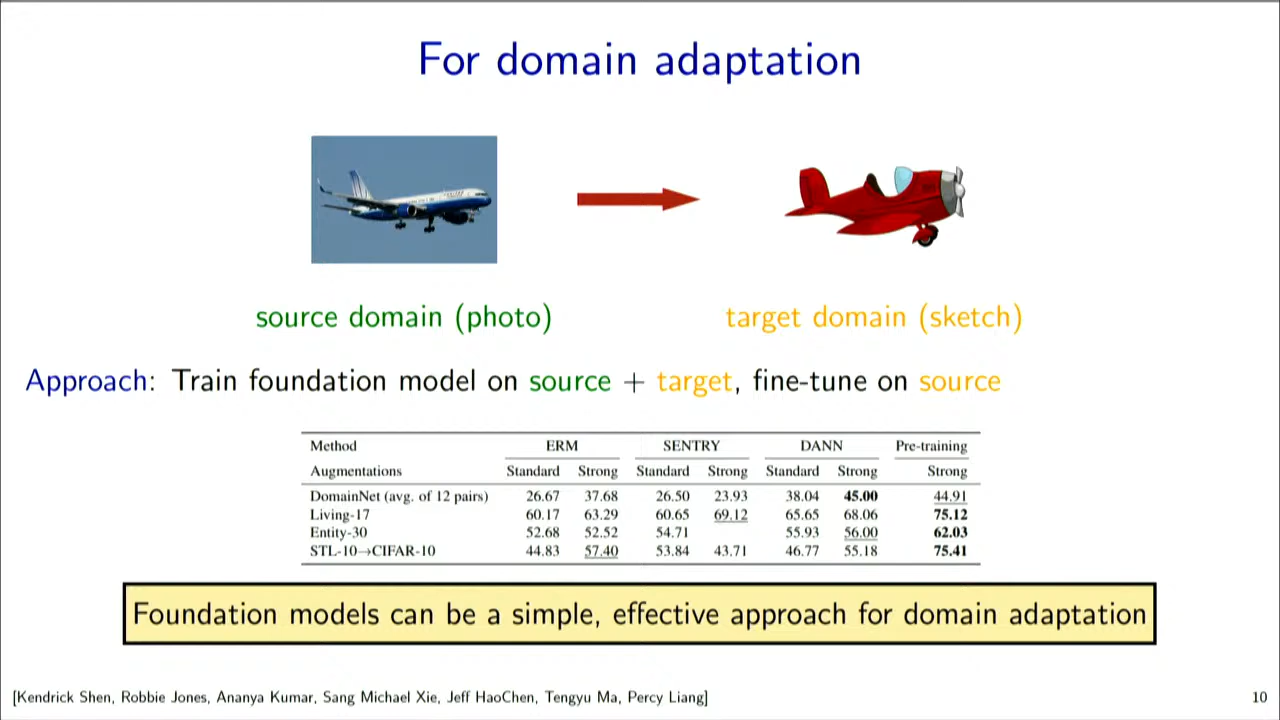 For domain adaptation
source domain (photo)
target domain (sketch)
Approach: Train foundation model on source + target, fine-tune on source
Method ERM SENTRY DANN Pre-training
Augmentations Standard Strong Standard Strong Standard Strong Strong
DomainNet (avg. of 12 pairs) 26.67 37.68 26.50 23.93 38.04 45.00 44.91
Living-17 60.17 63.29 60.65 69.12 65.65 68.06 75.12
Entity-30 52.68 52.52 54.71 55.93 56.00 62.03
STL-10→CIFAR-10 44.83 57.40 53.84 43.71 46.77 55.18 75.41
Foundation models can be a simple, effective approach for domain adaptation
[Kendrick Shen, Robbie Jones, Ananya Kumar, Sang Michael Xie, Jeff HaoChen, Tengyu Ma, Percy Liang]
10